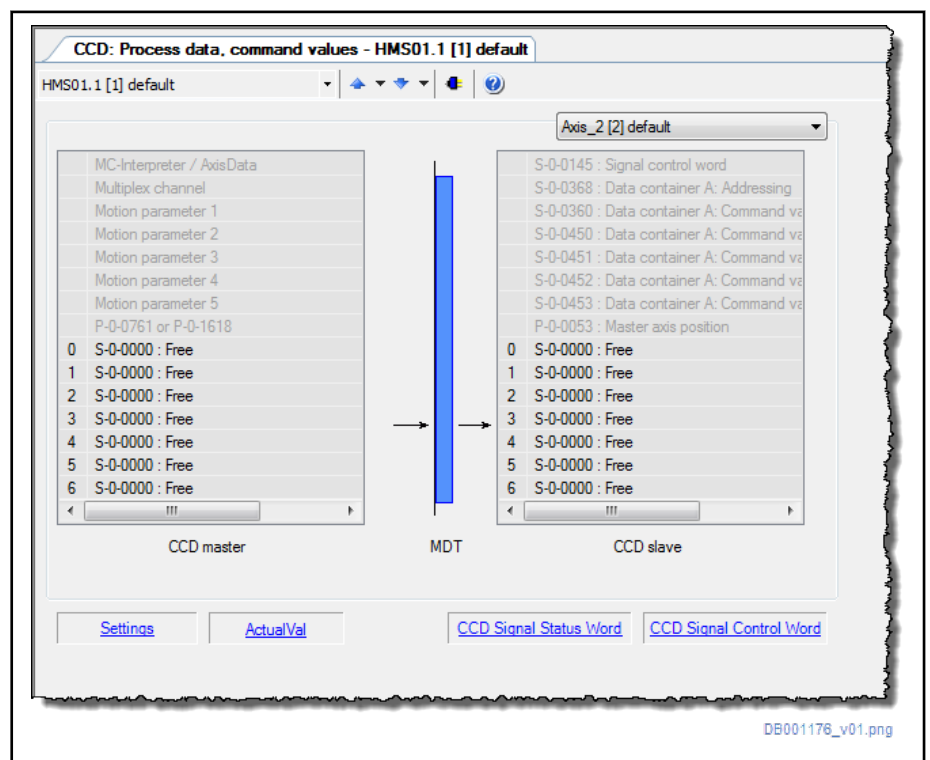 CCD: Process data, command values - HMS01.1 [1] default
HMS01.1 [1] default
Axis_2 [2] default
MC-Interpreter / AxisData
Multiplex channel
Motion parameter 1
Motion parameter 2
Motion parameter 3
Motion parameter 4
Motion parameter 5
P-0-0761 or P-0-1618
0 S-0-0000 : Free
1 S-0-0000 : Free
2 S-0-0000 : Free
3 S-0-0000 : Free
4 S-0-0000 : Free
5 S-0-0000 : Free
6 S-0-0000 : Free
CCD master
MDT
S-0-0145 : Signal control word
S-0-0368 : Data container A: Addressing
S-0-0360 : Data container A: Command va
S-0-0450 : Data container A: Command va
S-0-0451 : Data container A: Command va
S-0-0452 : Data container A: Command va
S-0-0453 : Data container A: Command va
P-0-0053 : Master axis position
0 S-0-0000 : Free
1 S-0-0000 : Free
2 S-0-0000 : Free
3 S-0-0000 : Free
4 S-0-0000 : Free
5 S-0-0000 : Free
6 S-0-0000 : Free
CCD slave
Settings
ActualVal
CCD Signal Status Word
CCD Signal Control Word
DB001176_v01.png